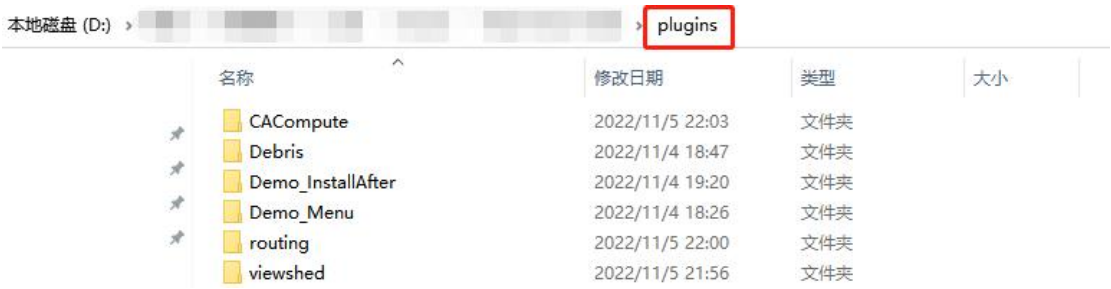 本地磁盘 (D:) › › plugins
名称 修改日期 类型 大小
CACompute 2022/11/5 22:03 文件夹
Debris 2022/11/4 18:47 文件夹
Demo_InstallAfter 2022/11/4 19:20 文件夹
Demo_Menu 2022/11/4 18:26 文件夹
routing 2022/11/5 22:00 文件夹
viewshed 2022/11/5 21:56 文件夹